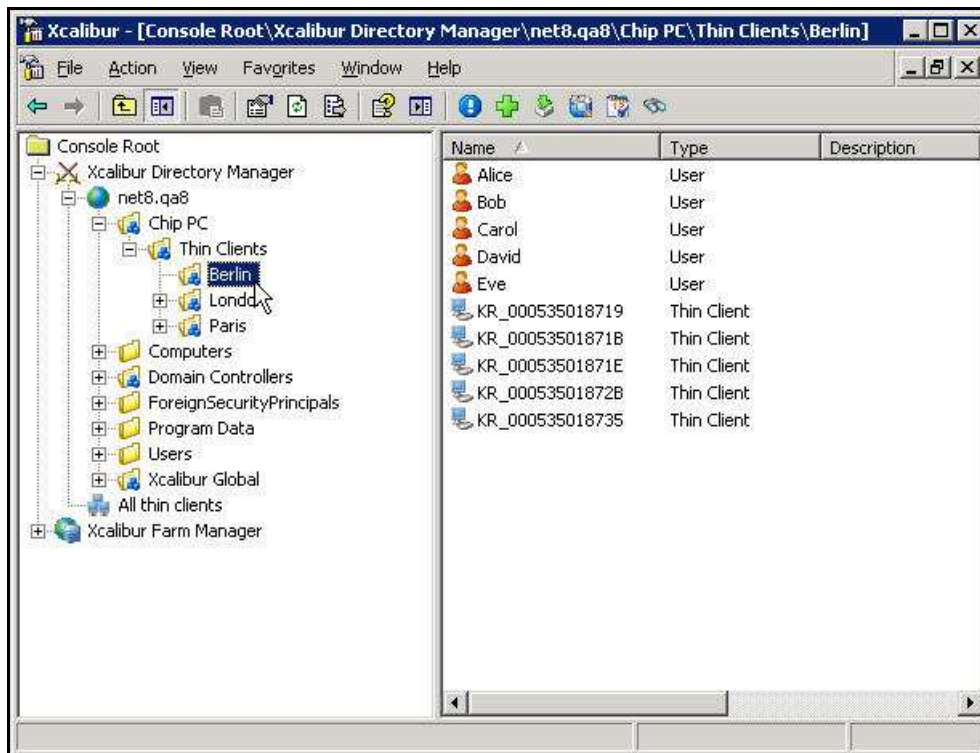 Xcalibur - [Console Root\Xcalibur Directory Manager\net8.qa8\Chip PC\Thin Clients\Berlin]
File Action View Favorites Window Help
Console Root
Xcalibur Directory Manager
net8.qa8
Chip PC
Thin Clients
Berlin
Londo
Paris
Computers
Domain Controllers
ForeignSecurityPrincipals
Program Data
Users
Xcalibur Global
All thin clients
Xcalibur Farm Manager
Name Type Description
Alice User
Bob User
Carol User
David User
Eve User
KR_000535018719 Thin Client
KR_00053501871B Thin Client
KR_00053501871E Thin Client
KR_00053501872B Thin Client
KR_000535018735 Thin Client